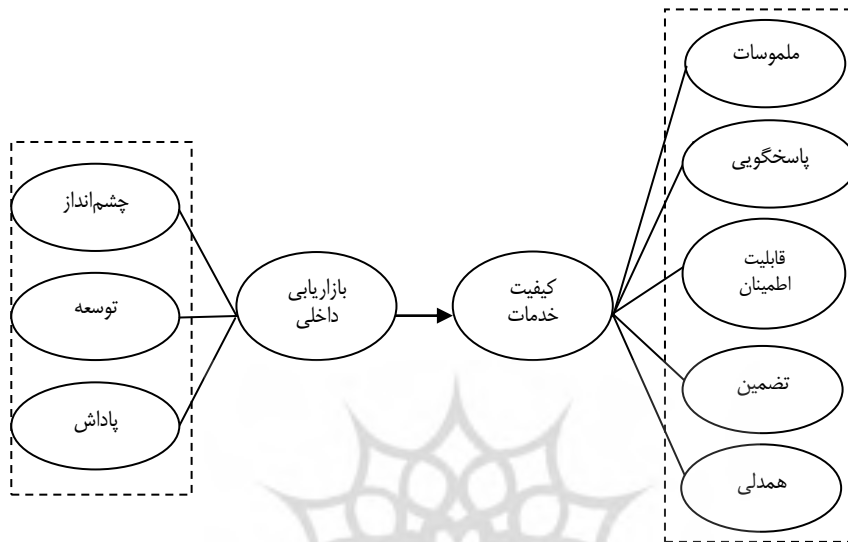 ملموسات
پاسخگویی
چشم‌انداز
قابلیت
اطمینان
بازاریابی
داخلی
کیفیت
خدمات
توسعه
تضمین
پاداش
همدلی